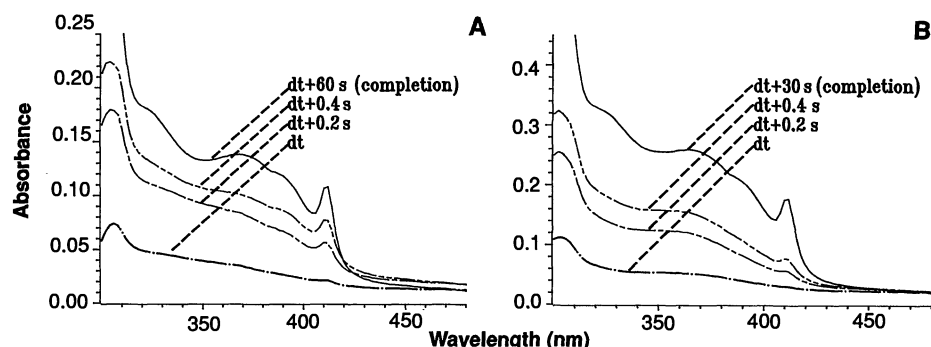 A
B
0.25
0.20
0.15
0.10
0.05
0.00
Absorbance
dt+60 s (completion)
dt+0.4 s
dt+0.2 s
dt
350
400
450
0.4
0.3
0.2
0.1
0.0
dt+30 s (completion)
dt+0.4 s
dt+0.2 s
dt
350
400
450
Wavelength (nm)